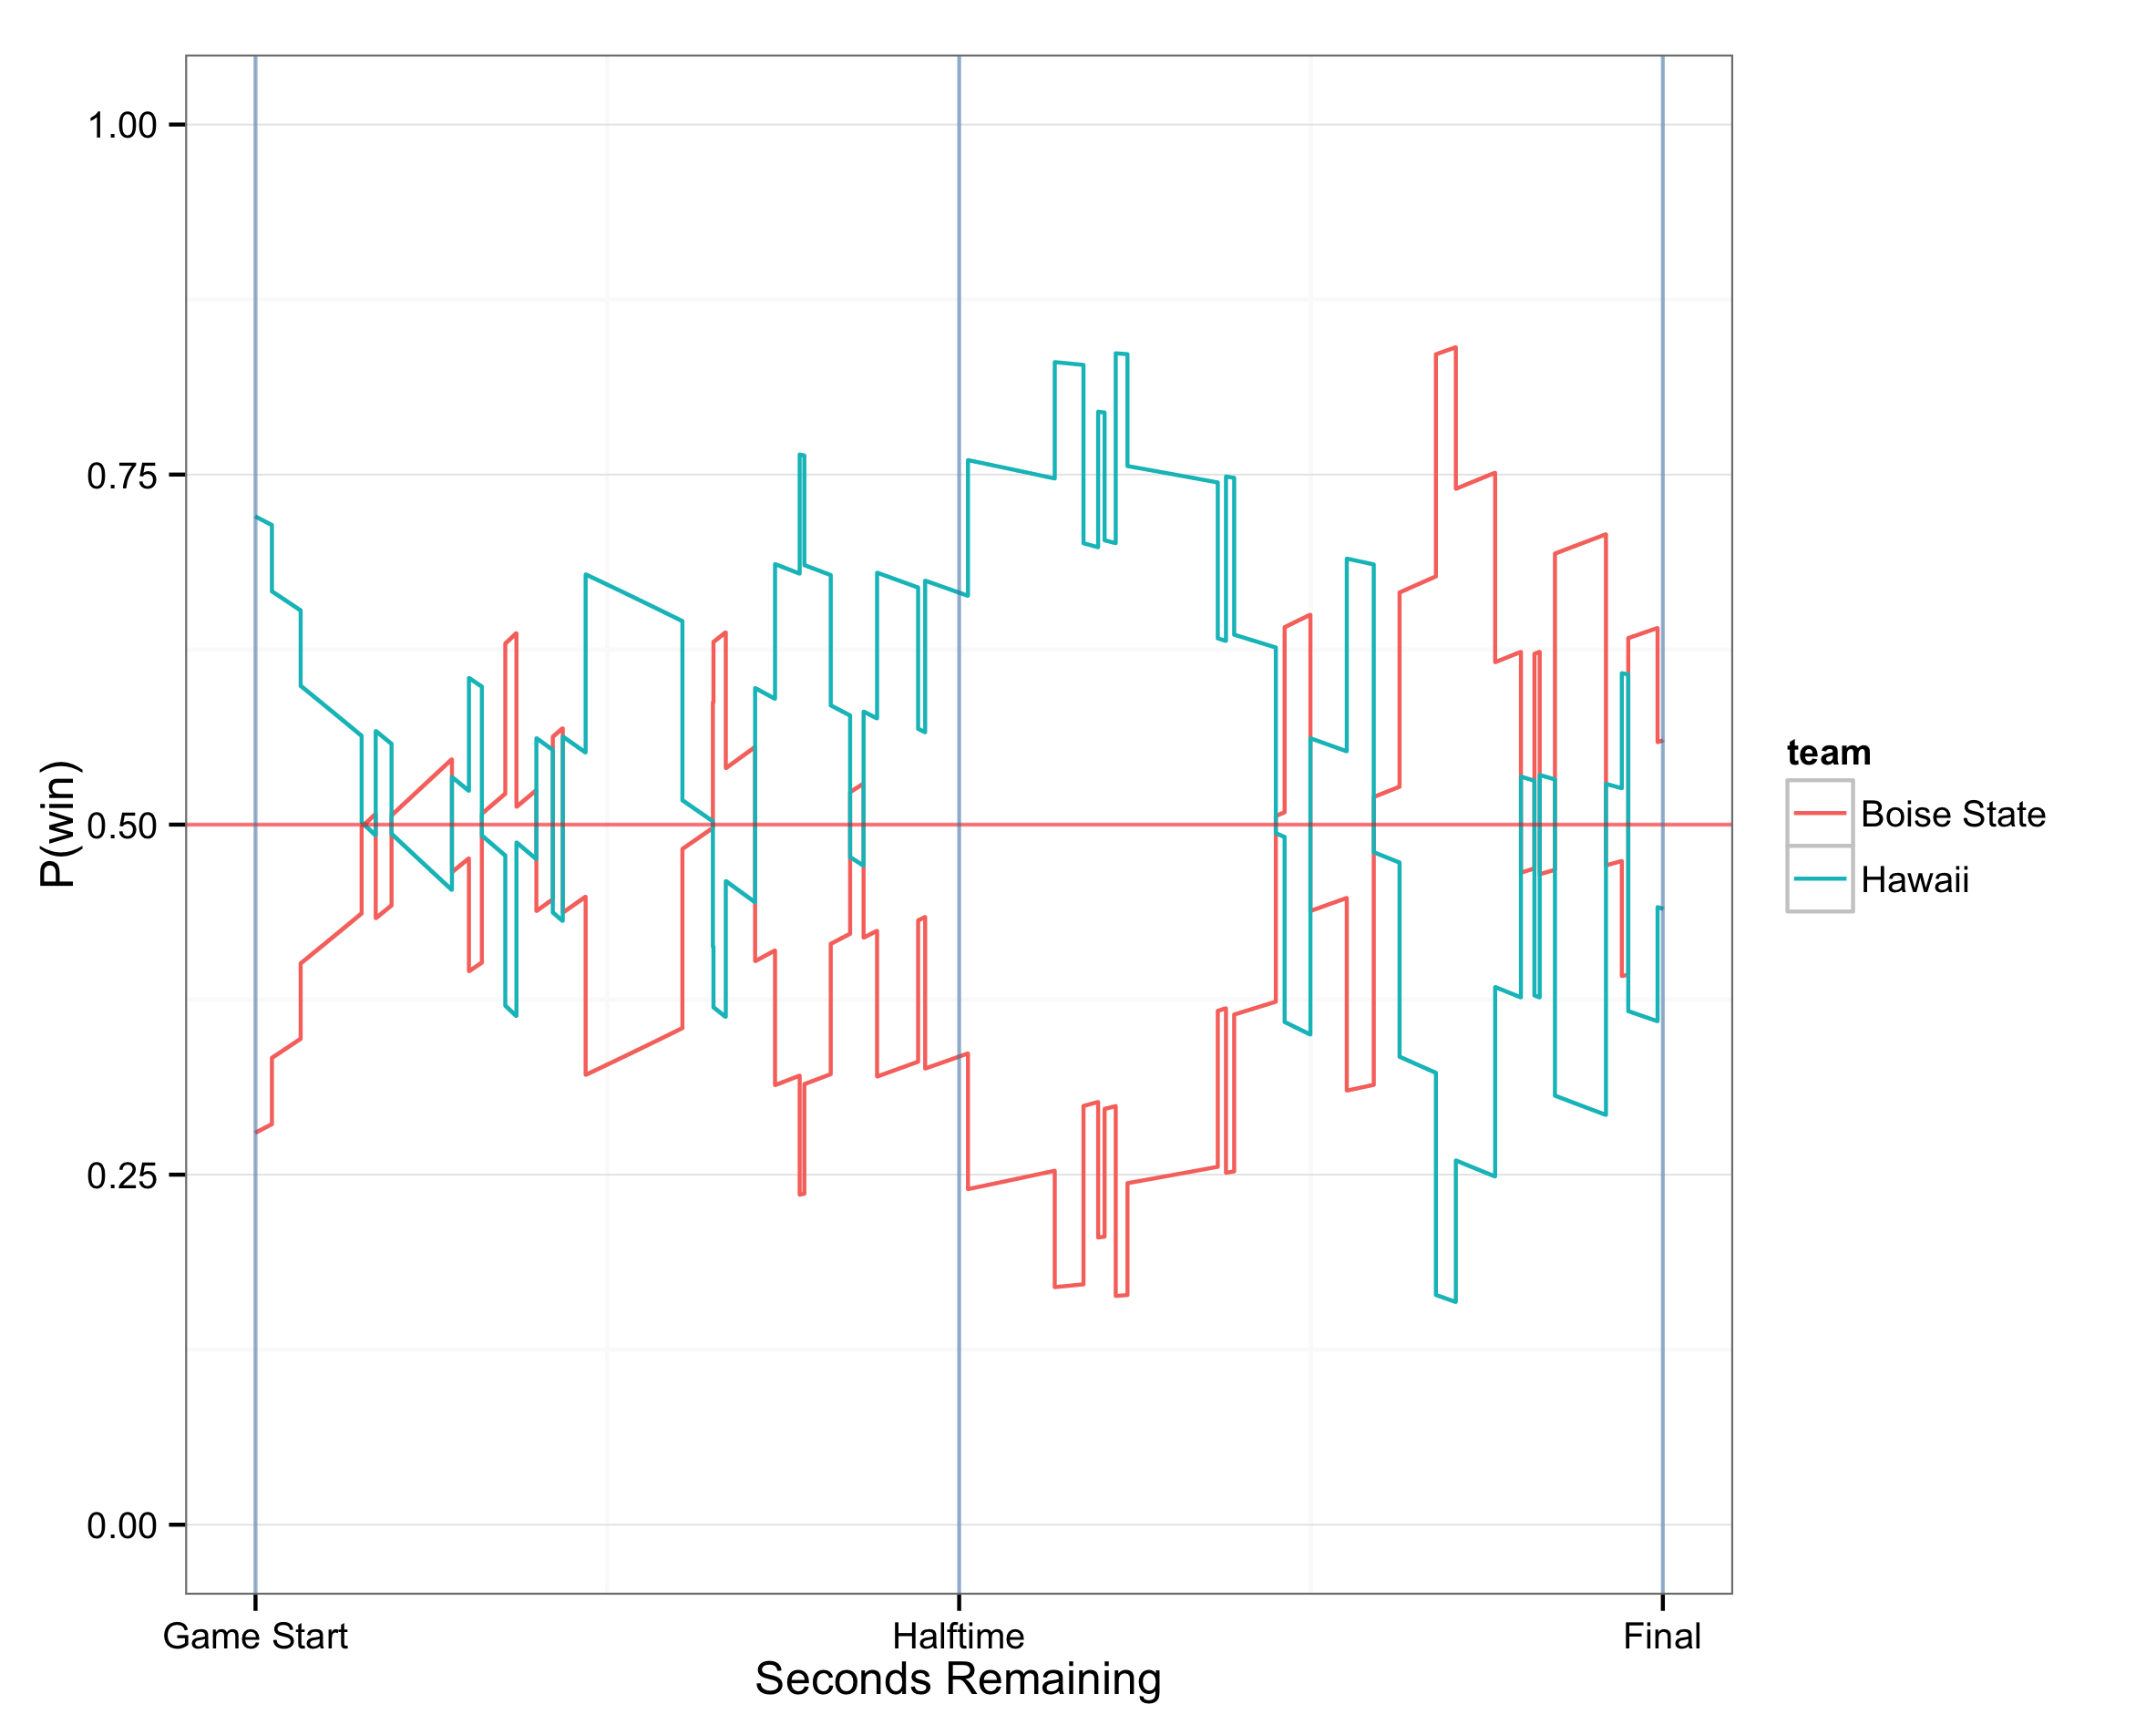 P(win)
1.00
0.75
0.50
0.25
0.00
Game Start
Halftime
Final
Seconds Remaining
team
Boise State
Hawaii